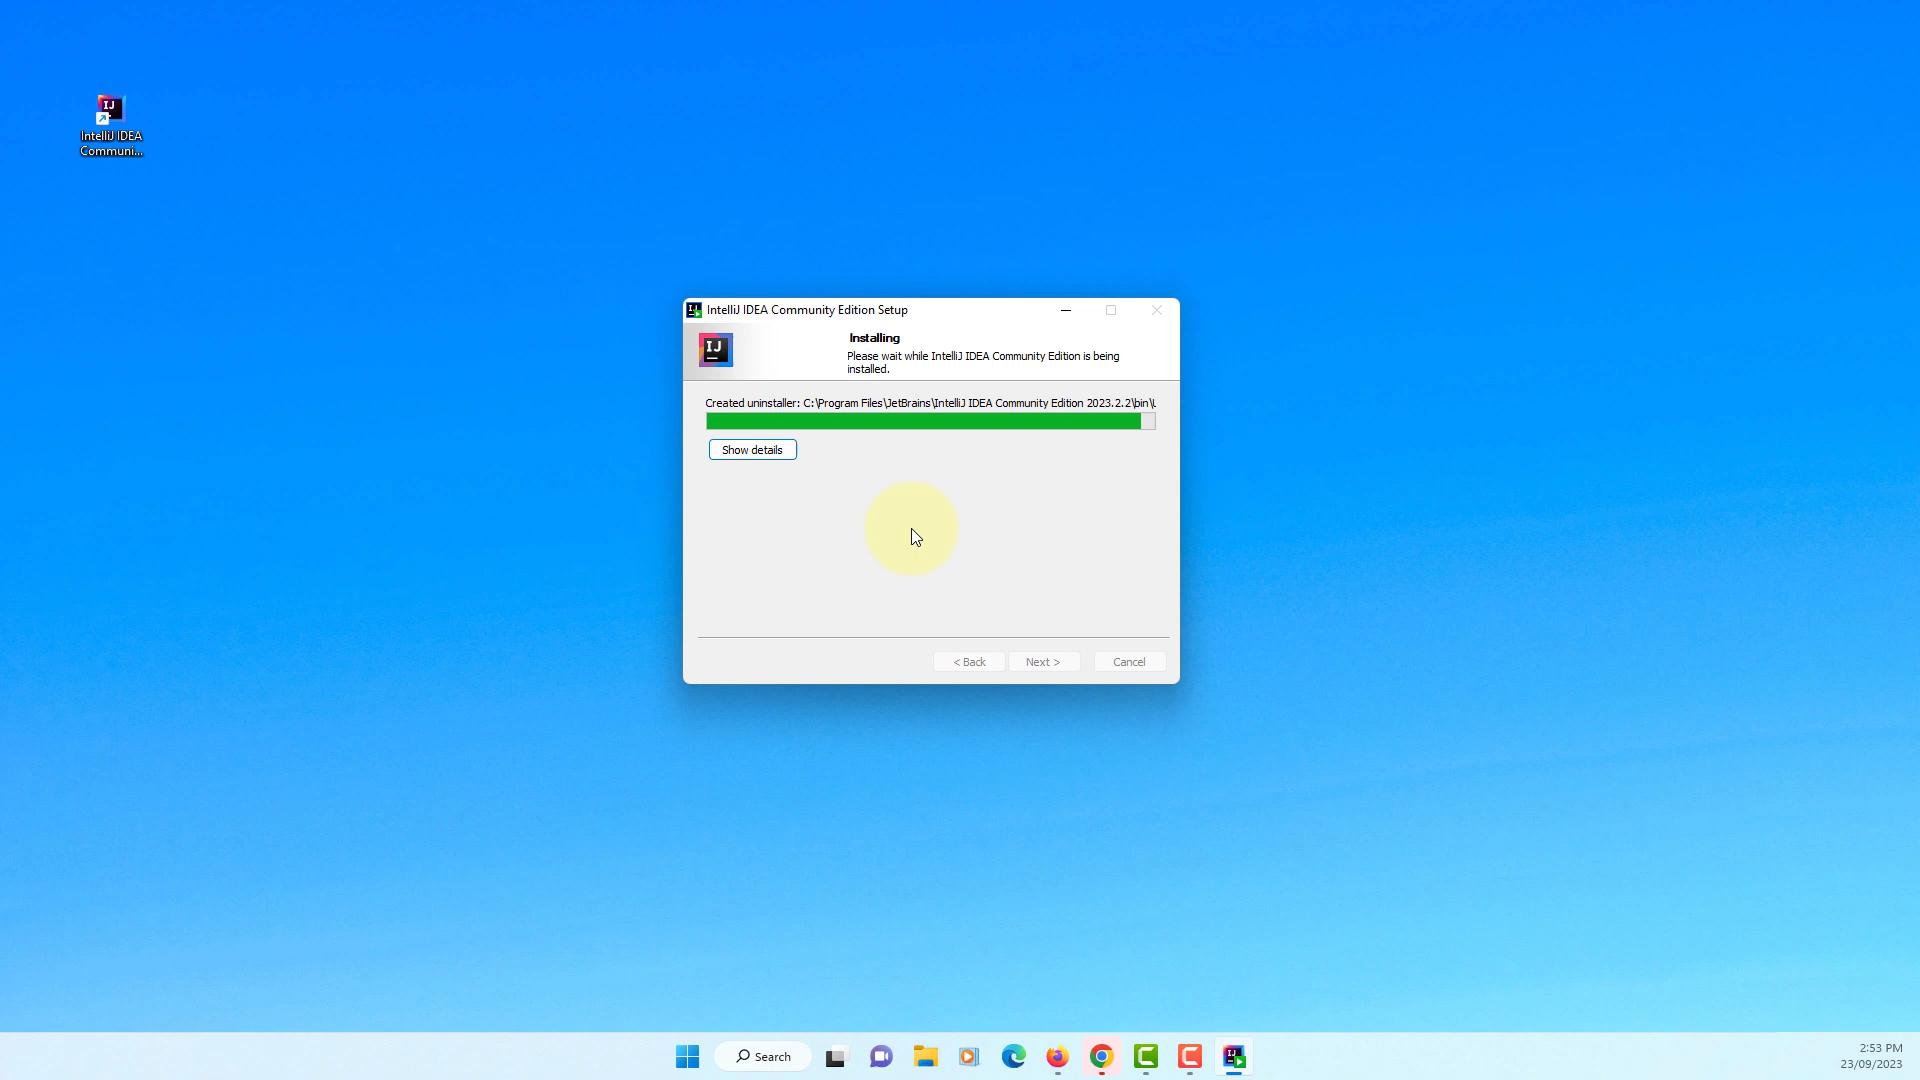 IJ
IntelliJ IDEA
Communi...
IntelliJ IDEA Community Edition Setup
IJ
Installing
Please wait while IntelliJ IDEA Community Edition is being
installed.
Created uninstaller: C:\Program Files\JetBrains\IntelliJ IDEA Community Edition 2023.2.2\bin\
Show details
< Back
Next >
Cancel
Search
2:53 PM
23/09/2023